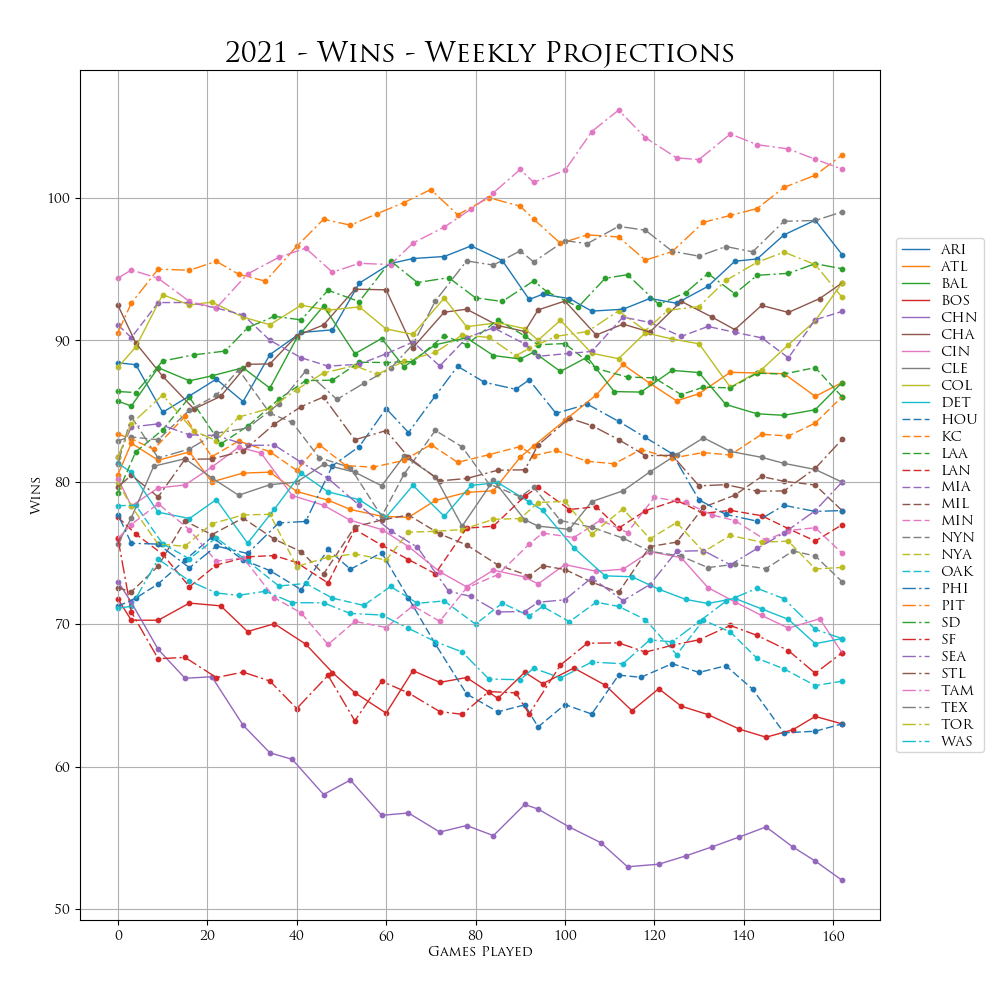 2021 - Wins - Weekly Projections
Wins
100
90
80
70
60
50
0 20 40 60 80 100 120 140 160
Games Played
ARI
ATL
BAL
BOS
CHN
CHA
CIN
CLE
COL
DET
HOU
KC
LAA
LAN
MIA
MIL
MIN
NYN
NYA
OAK
PHI
PIT
SD
SF
SEA
STL
TAM
TEX
TOR
WAS